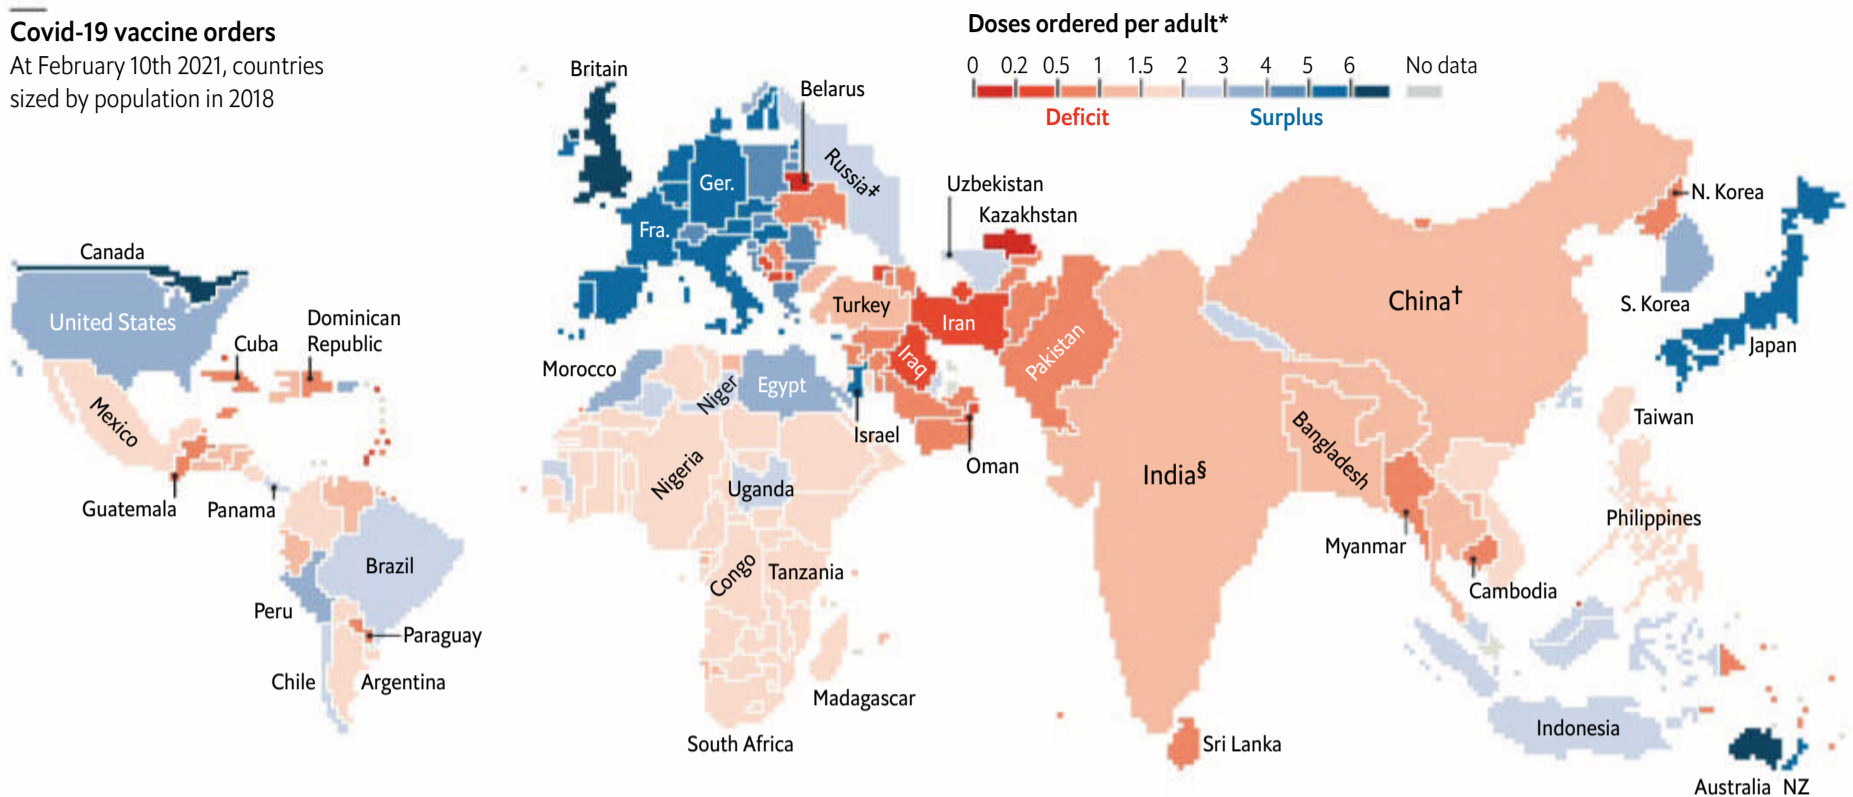 Covid-19 vaccine orders
At February 10th 2021, countries
sized by population in 2018
Doses ordered per adult*
0 0.2 0.5 1 1.5 2 3 4 5 6 No data
Deficit Surplus
Britain
Belarus
Russia‡
Ger.
Fra.
Uzbekistan
Kazakhstan
N. Korea
S. Korea
Japan
China†
Canada
United States
Cuba
Dominican
Republic
Mexico
Guatemala
Panama
Brazil
Peru
Paraguay
Chile
Argentina
Turkey
Iran
Iraq
Pakistan
Morocco
Niger
Egypt
Israel
Oman
Nigeria
Uganda
Congo
Tanzania
Madagascar
South Africa
India§
Bangladesh
Taiwan
Philippines
Myanmar
Cambodia
Sri Lanka
Indonesia
Australia
NZ